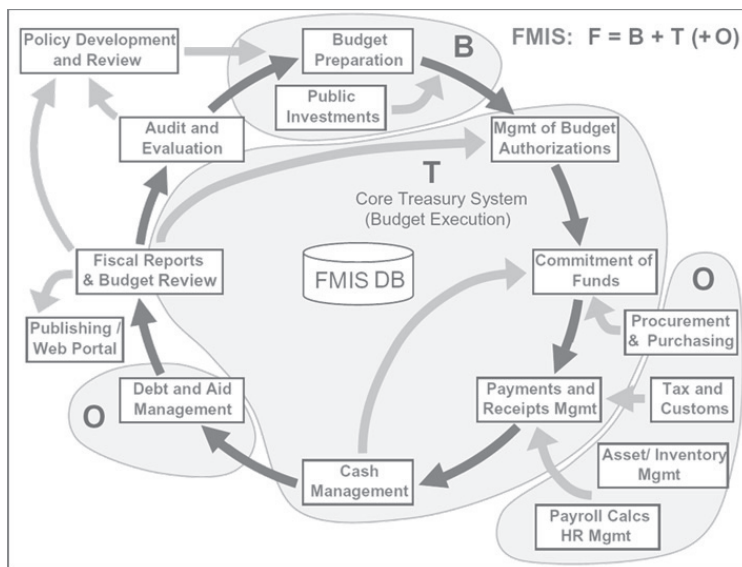 FMIS: F = B + T (+ O)
Policy Development
and Review
Budget
Preparation
B
Public
Investments
Audit and
Evaluation
Mgmt of Budget
Authorizations
T
Core Treasury System
(Budget Execution)
Fiscal Reports
& Budget Review
FMIS DB
Commitment of
Funds
O
Publishing /
Web Portal
Procurement
& Purchasing
Debt and Aid
Management
O
Payments and
Receipts Mgmt
Tax and
Customs
Cash
Management
Asset/ Inventory
Mgmt
Payroll Calcs
HR Mgmt